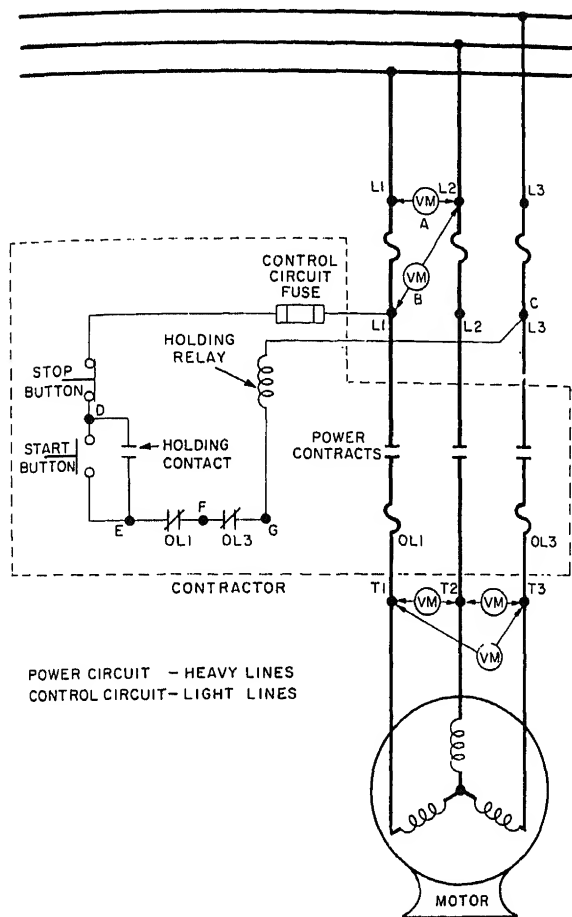 L1
VM
L2
L3
A
CONTROL
CIRCUIT
FUSE
VM
B
C
L1
L2
L3
HOLDING
RELAY
STOP
BUTTON
D
START
BUTTON
HOLDING
CONTACT
POWER
CONTRACTS
E
F
G
OL1
OL3
OL1
OL3
CONTRACTOR
T1
VM
T2
VM
T3
VM
POWER CIRCUIT - HEAVY LINES
CONTROL CIRCUIT- LIGHT LINES
MOTOR